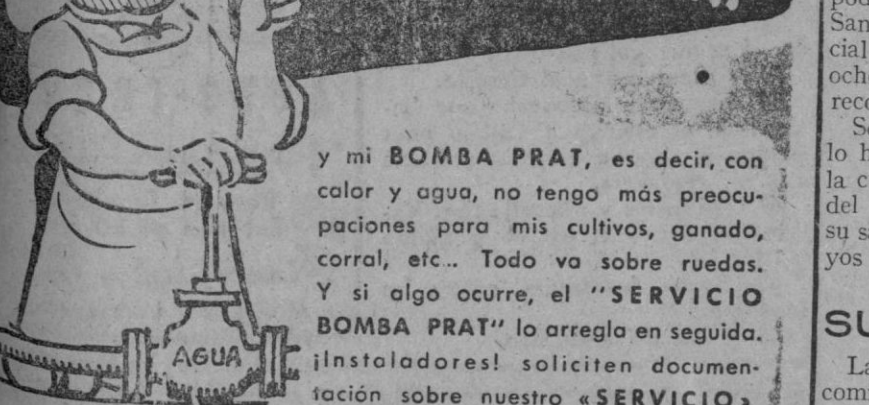 y mi BOMBA PRAT, es decir, con
calor y agua, no tengo más preocu-
paciones para mis cultivos, ganado,
corral, etc... Todo va sobre ruedas.
Y si algo ocurre, el "SERVICIO
BOMBA PRAT" lo arregla en seguida.
¡Instaladores! soliciten documen-
tación sobre nuestro «SERVICIO»
AGUA
San
cial
och
reco
lo h
la c
del
su s
yos
SU
La
com